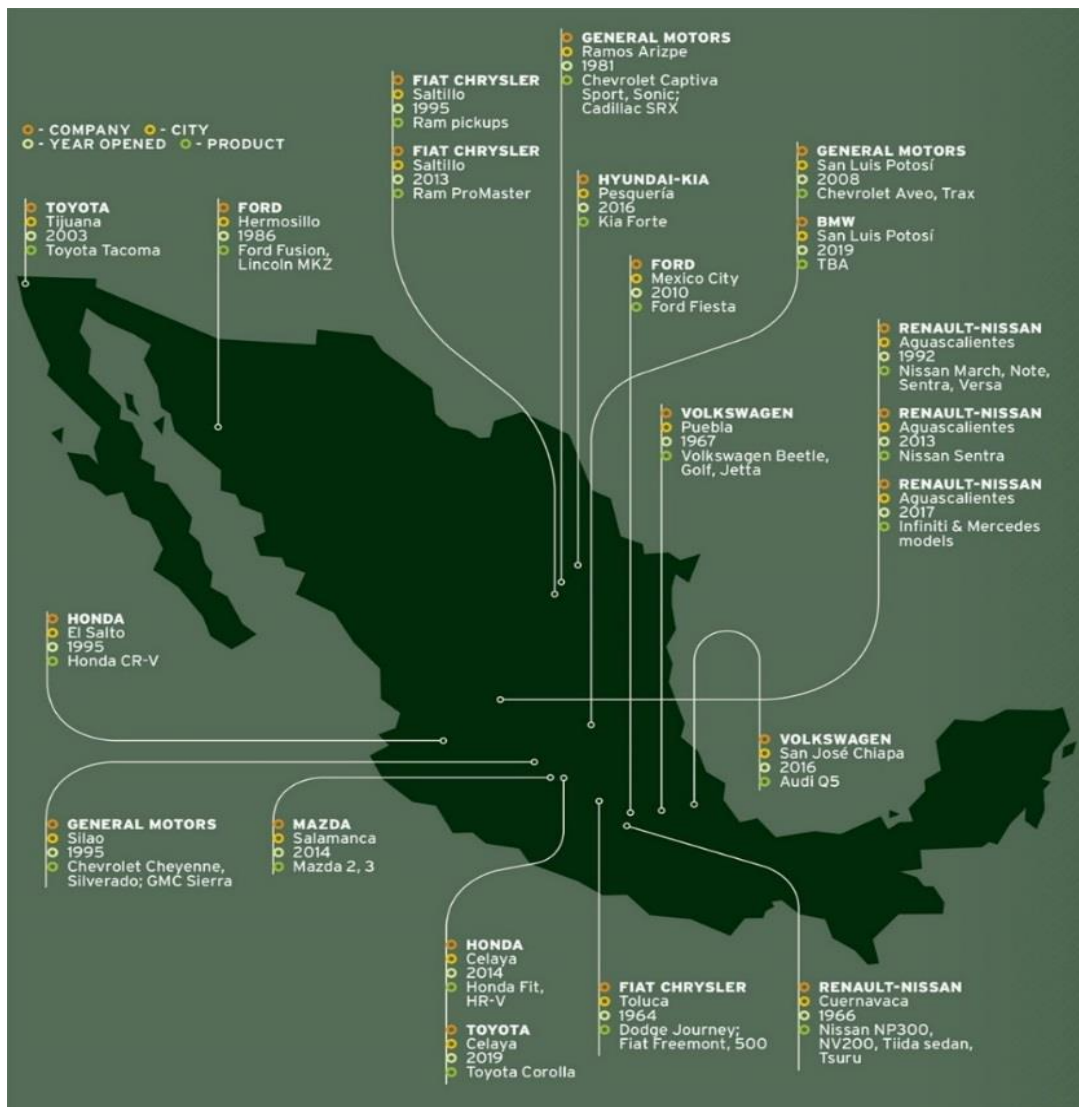 - COMPANY - CITY
- YEAR OPENED - PRODUCT
TOYOTA
Tijuana
2003
Toyota Tacoma
FORD
Hermosillo
1986
Ford Fusion,
Lincoln MKZ
FIAT CHRYSLER
Saltillo
1995
Ram pickups
FIAT CHRYSLER
Saltillo
2013
Ram ProMaster
GENERAL MOTORS
Ramos Arizpe
1981
Chevrolet Captiva
Sport, Sonic;
Cadillac SRX
HYUNDAI-KIA
Pesquería
2016
Kia Forte
FORD
Mexico City
2010
Ford Fiesta
GENERAL MOTORS
San Luis Potosí
2008
Chevrolet Aveo, Trax
BMW
San Luis Potosí
2019
TBA
VOLKSWAGEN
Puebla
1967
Volkswagen Beetle,
Golf, Jetta
RENAULT-NISSAN
Aguascalientes
1992
Nissan March, Note,
Sentra, Versa
RENAULT-NISSAN
Aguascalientes
2013
Nissan Sentra
RENAULT-NISSAN
Aguascalientes
2017
Infiniti & Mercedes
models
HONDA
El Salto
1995
Honda CR-V
VOLKSWAGEN
San José Chiapa
2016
Audi Q5
GENERAL MOTORS
Silao
1995
Chevrolet Cheyenne,
Silverado; GMC Sierra
MAZDA
Salamanca
2014
Mazda 2, 3
HONDA
Celaya
2014
Honda Fit,
HR-V
TOYOTA
Celaya
2019
Toyota Corolla
FIAT CHRYSLER
Toluca
1964
Dodge Journey;
Fiat Freemont, 500
RENAULT-NISSAN
Cuernavaca
1966
Nissan NP300,
NV200, Tiida sedan,
Tsuru